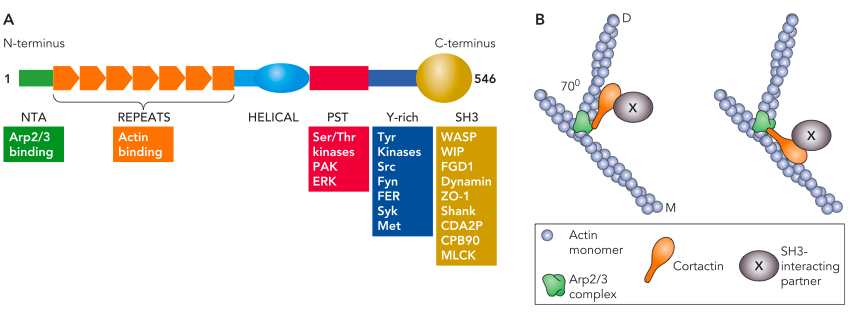 A
N-terminus
C-terminus
1
546
NTA
REPEATS
HELICAL
PST
Y-rich
SH3
Arp2/3
binding
Actin
binding
Ser/Thr
kinases
PAK
ERK
Tyr
Kinases
Src
Fyn
FER
Syk
Met
WASP
WIP
FGD1
Dynamin
ZO-1
Shank
CDA2P
CPB90
MLCK
B
D
70⁰
X
M
X
Actin
monomer
Arp2/3
complex
Cortactin
X
SH3-
interacting
partner